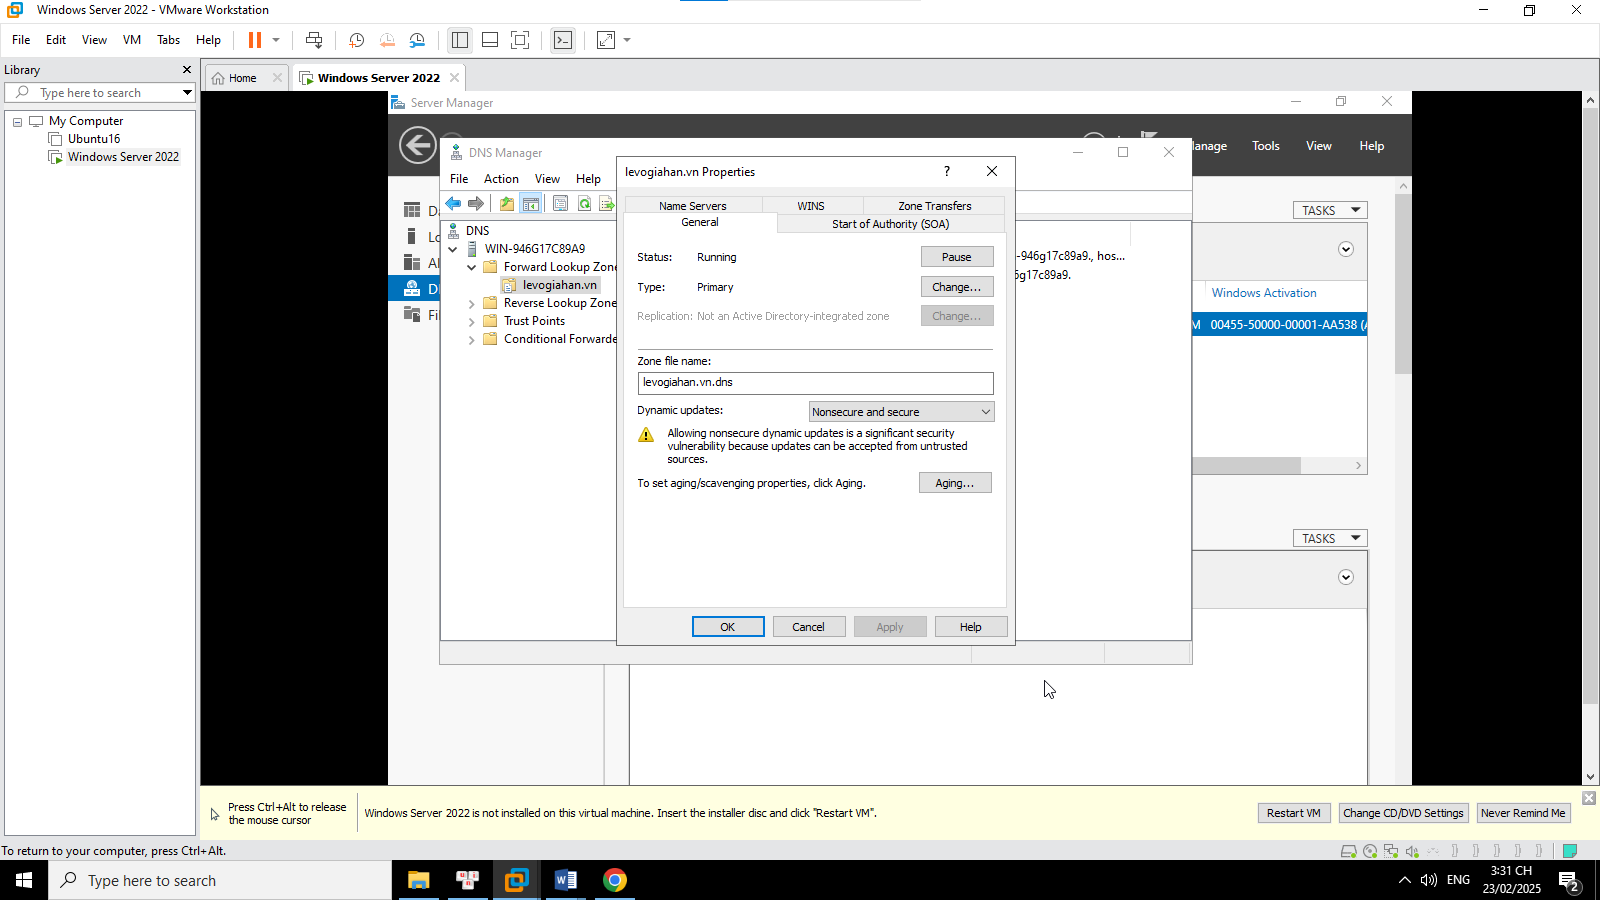 Windows Server 2022 - VMware Workstation
File Edit View VM Tabs Help
Library
Type here to search
My Computer
Ubuntu16
Windows Server 2022
Home
Windows Server 2022
Server Manager
Tools
View
Help
TASKS
Windows Activation
00455-50000-00001-AA538 (A
TASKS
DNS Manager
File Action View Help
DNS
WIN-946G17C89A9
Forward Lookup Zone
levogiahan.vn
Reverse Lookup Zone
Trust Points
Conditional Forwarde
-946g17c89a9., hos...
6g17c89a9.
levogiahan.vn Properties
?
Name Servers WINS Zone Transfers
General Start of Authority (SOA)
Status: Running Pause
Type: Primary Change...
Replication: Not an Active Directory-integrated zone Change...
Zone file name:
levogiahan.vn.dns
Dynamic updates: Nonsecure and secure
Allowing nonsecure dynamic updates is a significant security
vulnerability because updates can be accepted from untrusted
sources.
To set aging/scavenging properties, click Aging. Aging...
OK Cancel Apply Help
Press Ctrl+Alt to release
the mouse cursor
Windows Server 2022 is not installed on this virtual machine. Insert the installer disc and click "Restart VM".
Restart VM Change CD/DVD Settings Never Remind Me
To return to your computer, press Ctrl+Alt.
Type here to search
ENG
3:31 CH
23/02/2025
2